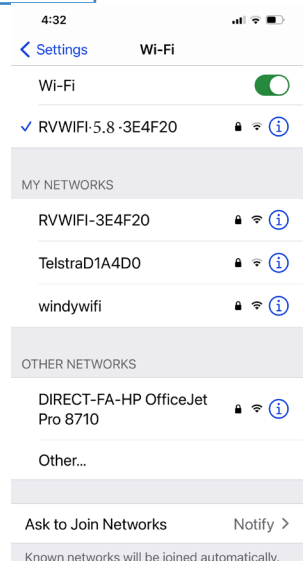 4:32
Settings
Wi-Fi
Wi-Fi
RVWIFI-5.8 -3E4F20
MY NETWORKS
RVWIFI-3E4F20
TelstraD1A4D0
windywifi
OTHER NETWORKS
DIRECT-FA-HP OfficeJet
Pro 8710
Other...
Ask to Join Networks
Notify
Known networks will be joined automatically.